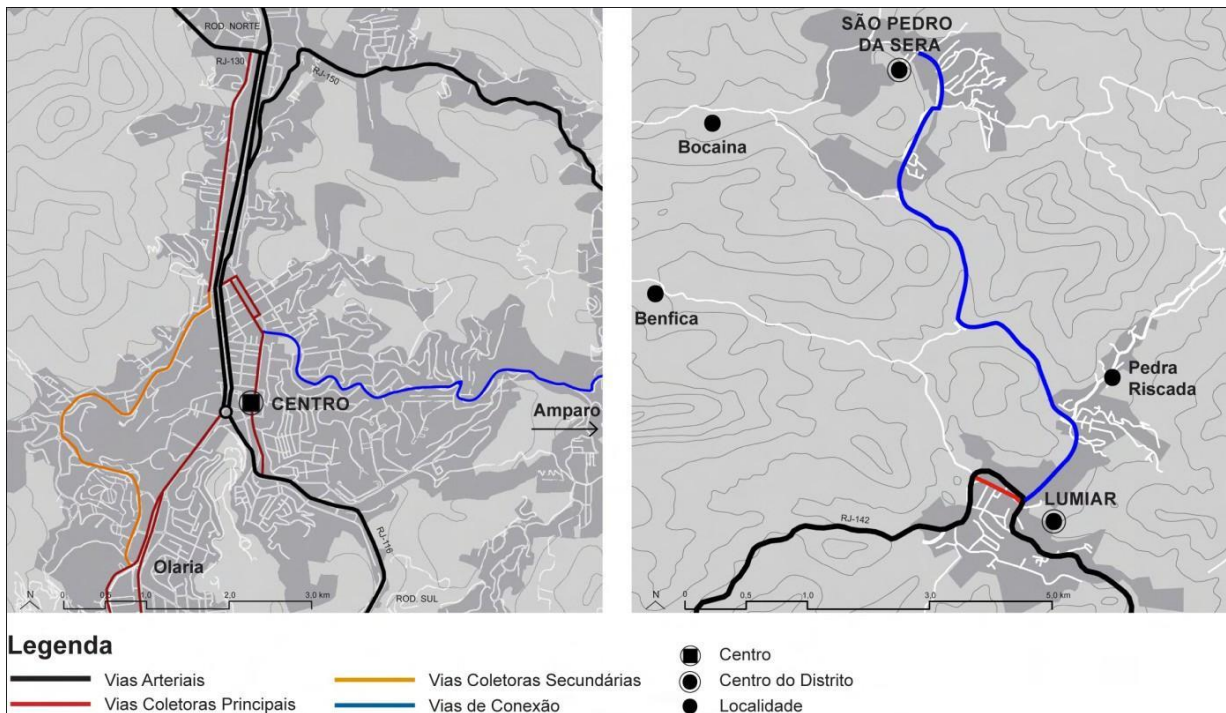 ROD. NORTE
RJ-130
RJ-150
CENTRO
Amparo
Olaria
RJ-116
ROD. SUL
N
0 0,5 1,0 2,0 3,0 km
SÃO PEDRO
DA SERA
Bocaina
Benfica
Pedra
Riscada
LUMIAR
RJ-142
N
0 0,5 1,0 3,0 5,0 km
Legenda
Vias Arteriais
Vias Coletoras Principais
Vias Coletoras Secundárias
Vias de Conexão
Centro
Centro do Distrito
Localidade